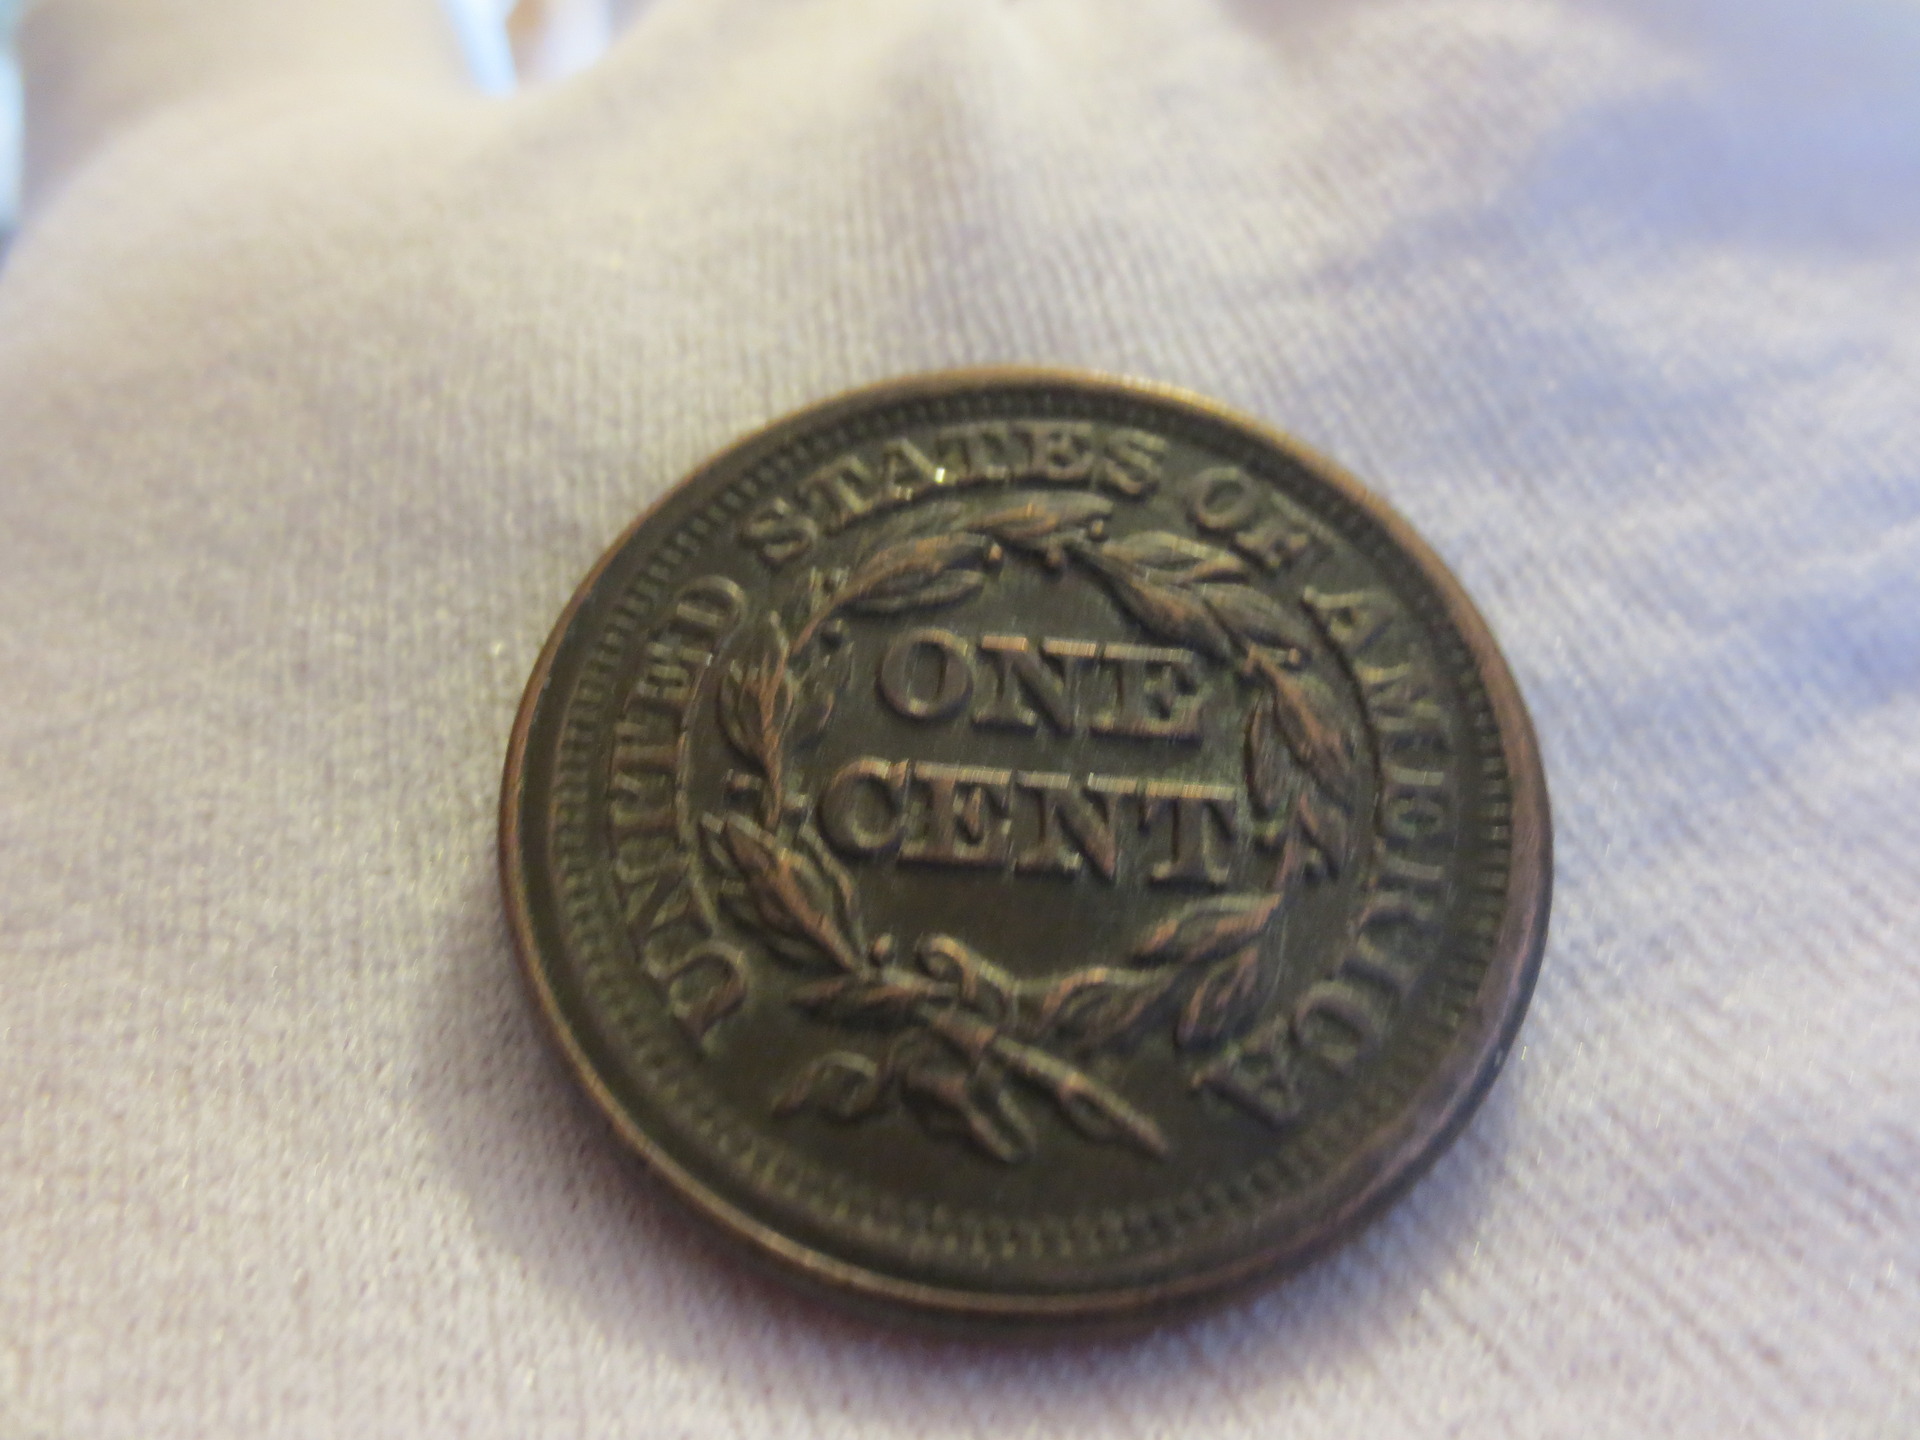 UNITED STATES OF AMERICA
ONE
CENT